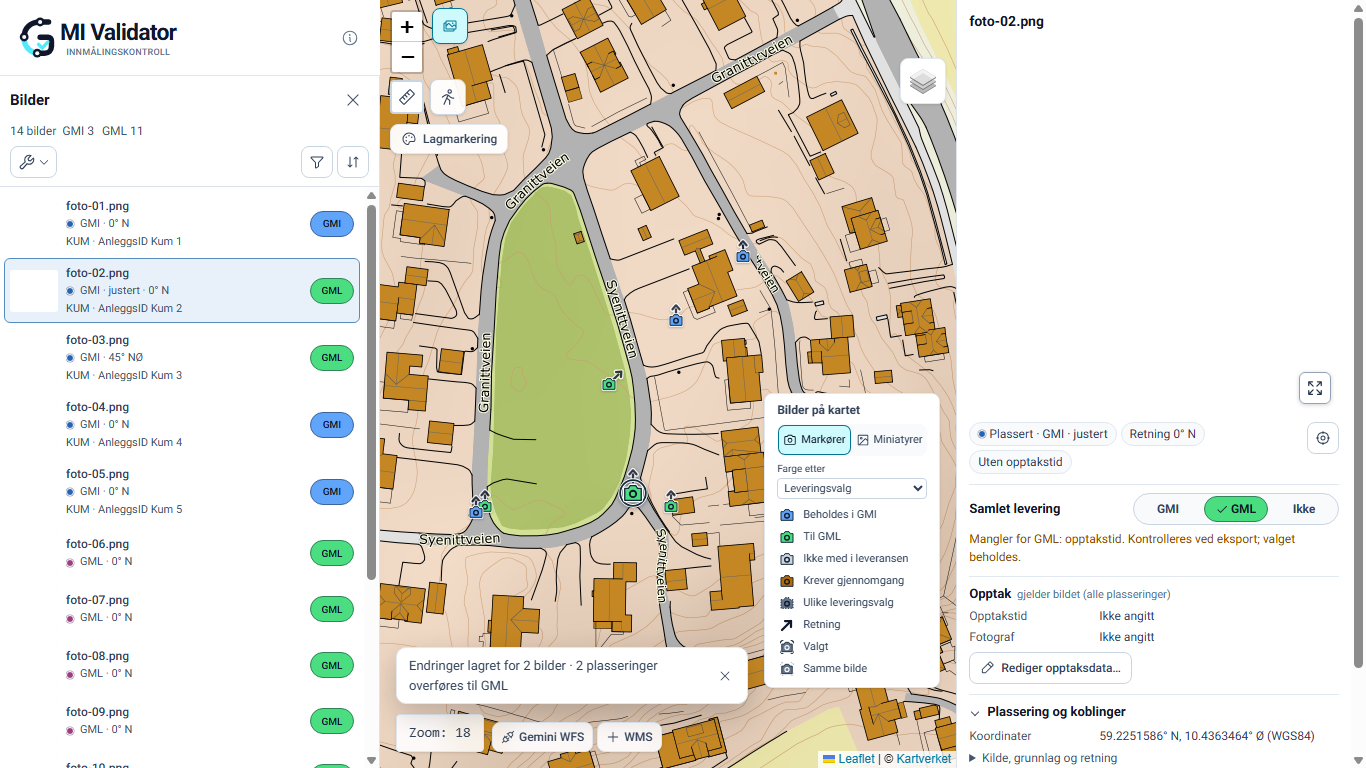 MI Validator
INNMÅLINGSKONTROLL
Bilder
14 bilder GMI 3 GML 11
foto-01.png
GMI · 0° N
KUM · AnleggsID Kum 1
GMI
foto-02.png
GMI · justert · 0° N
KUM · AnleggsID Kum 2
GML
foto-03.png
GMI · 45° NØ
KUM · AnleggsID Kum 3
GML
foto-04.png
GMI · 0° N
KUM · AnleggsID Kum 4
GMI
foto-05.png
GMI · 0° N
KUM · AnleggsID Kum 5
GMI
foto-06.png
GML · 0° N
GML
foto-07.png
GML · 0° N
GML
foto-08.png
GML · 0° N
GML
foto-09.png
GML · 0° N
GML
+
−
Lagmarkering
Granittveien
Granittveien
Granittveien
Syenittveien
Syenittveien
Syenittveien
veien
Bilder på kartet
Markører
Miniatyrer
Farge etter
Leveringsvalg
Beholdes i GMI
Til GML
Ikke med i leveransen
Krever gjennomgang
Ulike leveringsvalg
Retning
Valgt
Samme bilde
Endringer lagret for 2 bilder · 2 plasseringer
overføres til GML
Zoom: 18
Gemini WFS
WMS
Leaflet | © Kartverket
foto-02.png
Plassert · GMI · justert
Retning 0° N
Uten opptakstid
Samlet levering
GMI
GML
Ikke
Mangler for GML: opptakstid. Kontrolleres ved eksport; valget
beholdes.
Opptak gjelder bildet (alle plasseringer)
Opptakstid Ikke angitt
Fotograf Ikke angitt
Rediger opptaksdata...
Plassering og koblinger
Koordinater 59.2251586° N, 10.4363464° Ø (WGS84)
Kilde, grunnlag og retning